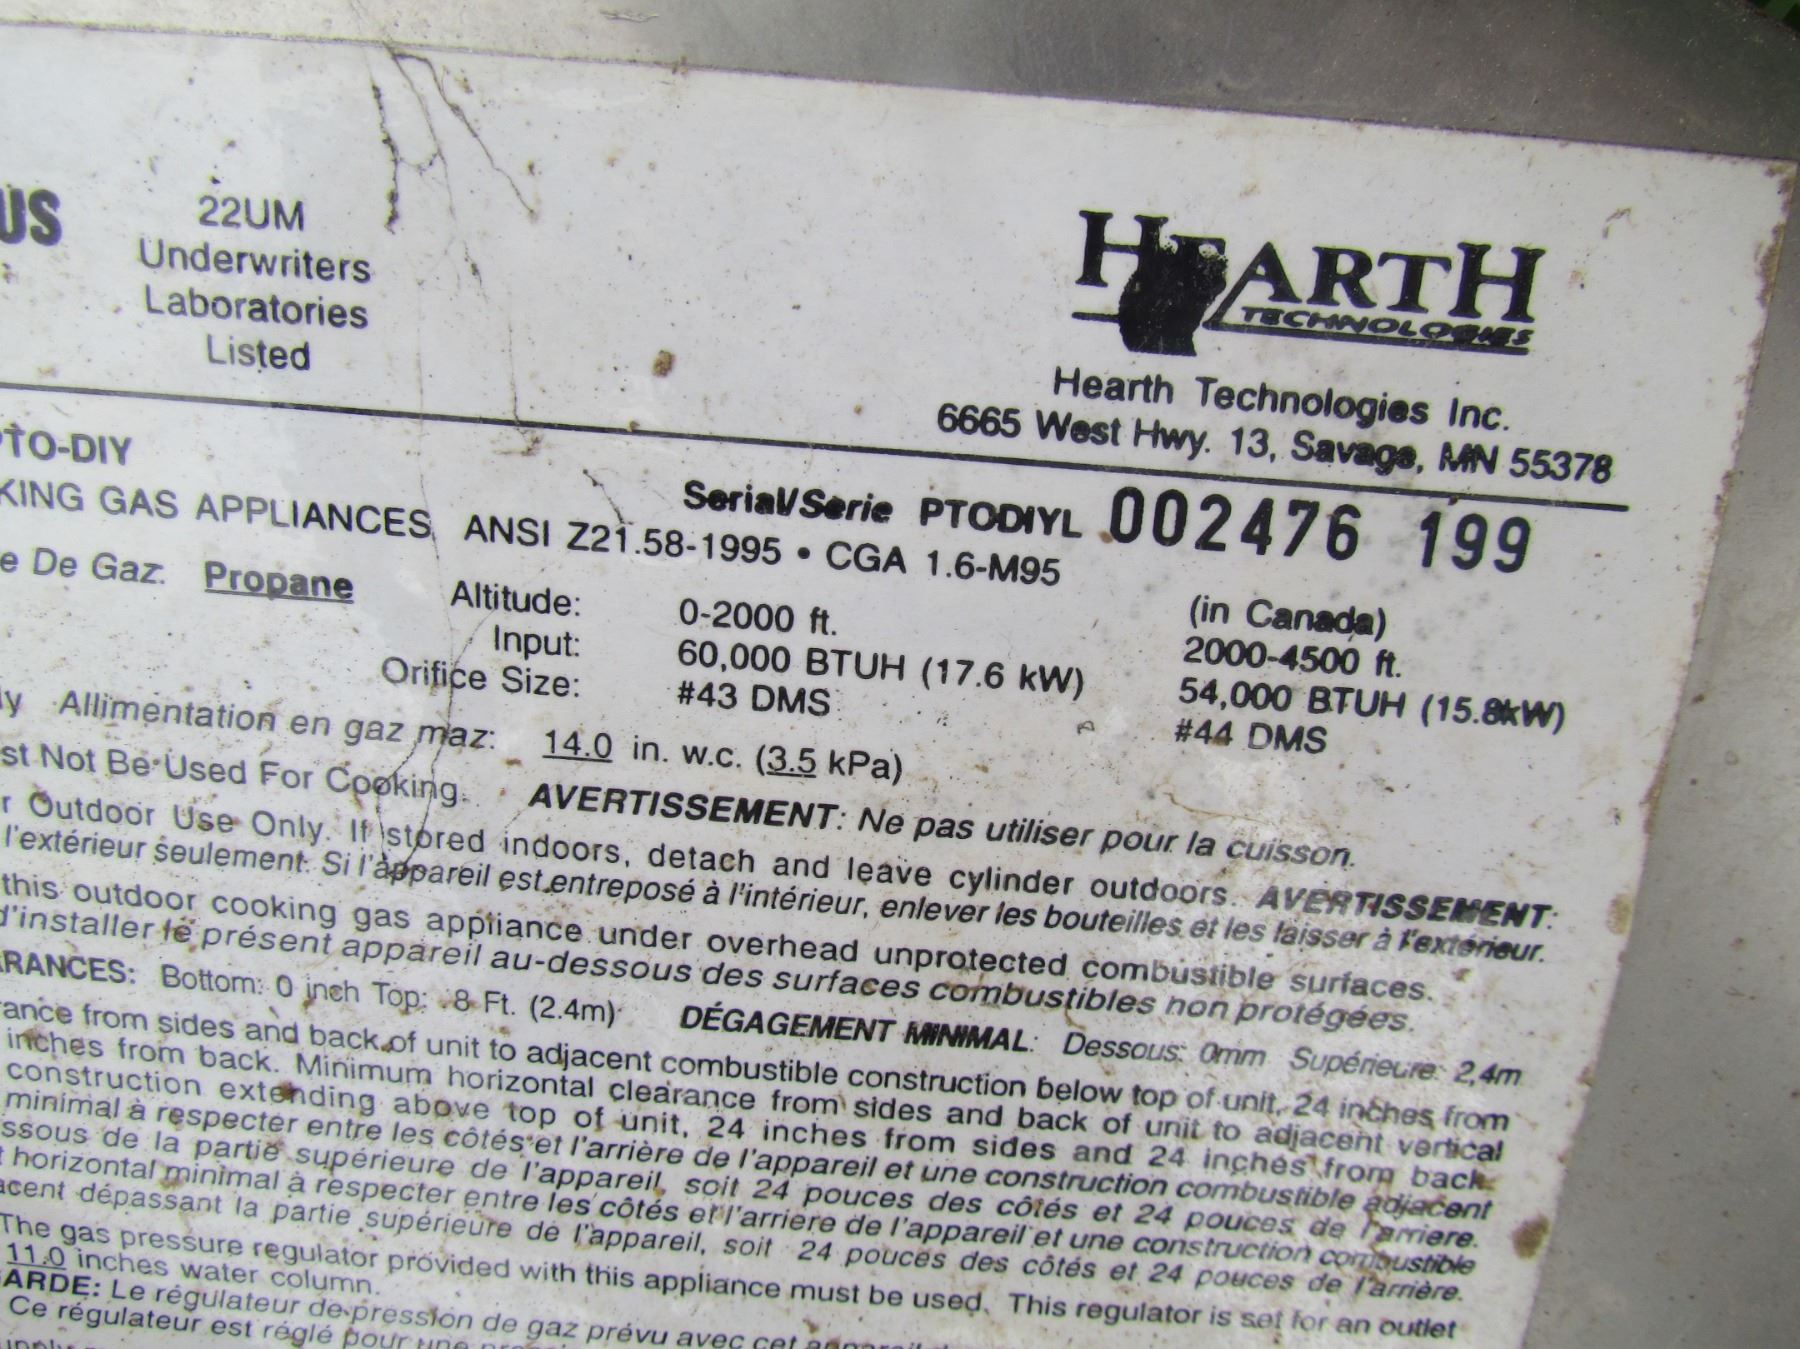 US
22UM
Underwriters
Laboratories
Listed
HEARTH
TECHNOLOGIES
Hearth Technologies Inc.
6665 West Hwy. 13, Savage, MN 55378
PTO-DIY
Serial/Serie PTODIYL 002476 199
KING GAS APPLIANCES, ANSI Z21.58-1995 • CGA 1.6-M95
e De Gaz: Propane
Altitude: 0-2000 ft. (in Canada)
2000-4500 ft.
Input: 60,000 BTUH (17.6 kW) 54,000 BTUH (15.8kW)
Orifice Size: #43 DMS #44 DMS
ly Allimentation en gaz maz: 14.0 in. w.c. (3.5 kPa)
st Not Be Used For Cooking. AVERTISSEMENT: Ne pas utiliser pour la cuisson.
r Outdoor Use Only. If stored indoors, detach and leave cylinder outdoors. AVERTISSEMENT:
l'extérieur seulement. Si l'appareil est entreposé à l'intérieur, enlever les bouteilles et les laisser à l'extérieur.
this outdoor cooking gas appliance under overhead unprotected combustible surfaces.
d'installer le présent appareil au-dessous des surfaces combustibles non protégées.
RANCES: Bottom: 0 inch Top: 8 Ft. (2.4m) DÉGAGEMENT MINIMAL: Dessous: 0mm Supérieure: 2,4m
ance from sides and back of unit to adjacent combustible construction below top of unit, 24 inches from
inches from back. Minimum horizontal clearance from sides and back of unit to adjacent vertical
construction extending above top of unit, 24 inches from sides and 24 inches from back.
minimal à respecter entre les côtés et l'arrière de l'appareil et une construction combustible adjacent
ssous de la partie supérieure de l'appareil, soit 24 pouces des côtés et 24 pouces de l'arriere.
t horizontal minimal à respecter entre les côtés et l'arriere de l'appareil et une construction combustible
acent dépassant la partie supérieure de l'appareil, soit 24 pouces des côtés et 24 pouces de l'arrière.
The gas pressure regulator provided with this appliance must be used. This regulator is set for an outlet
11.0 inches water column.
ARDE: Le régulateur de pression de gaz prévu avec cet appareil
Ce régulateur est réglé pour une